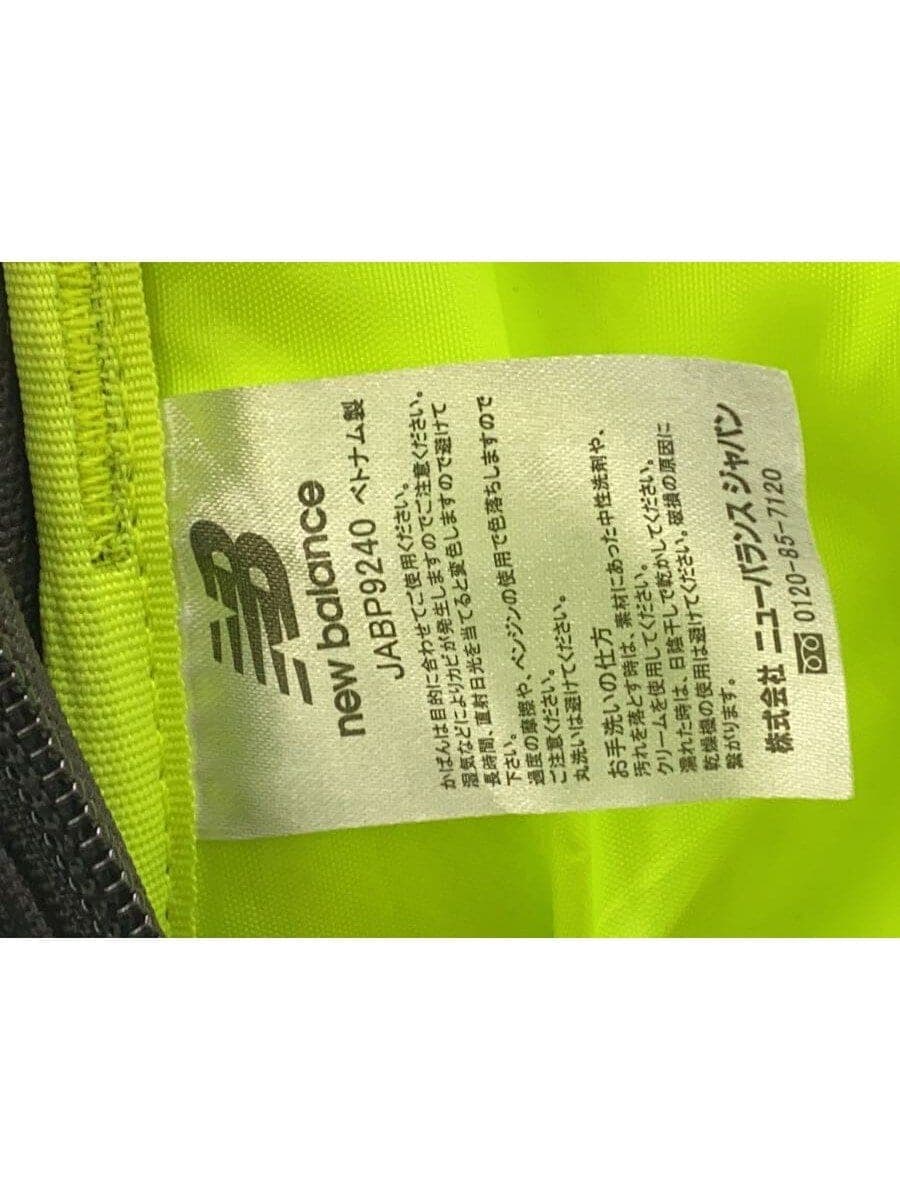 NB
new balance
JABP9240 ベトナム製
かばんは目的に合わせてご使用ください。
湿気などによりカビが発生しますのでご注意ください。
長時間、直射日光を当てると変色しますので避けて
下さい。
過度の摩擦や、ベンジンの使用で色落ちしますので
ご注意ください。
丸洗いは避けてください。
お手洗いの仕方
汚れを落とす時は、素材にあった中性洗剤や、
クリームを使用してください。
濡れた時は、日陰干しで乾かしてください。
乾燥機の使用は避けてください。破損の原因に
繋がります。
株式会社 ニューバランス ジャパン
0120-85-7120